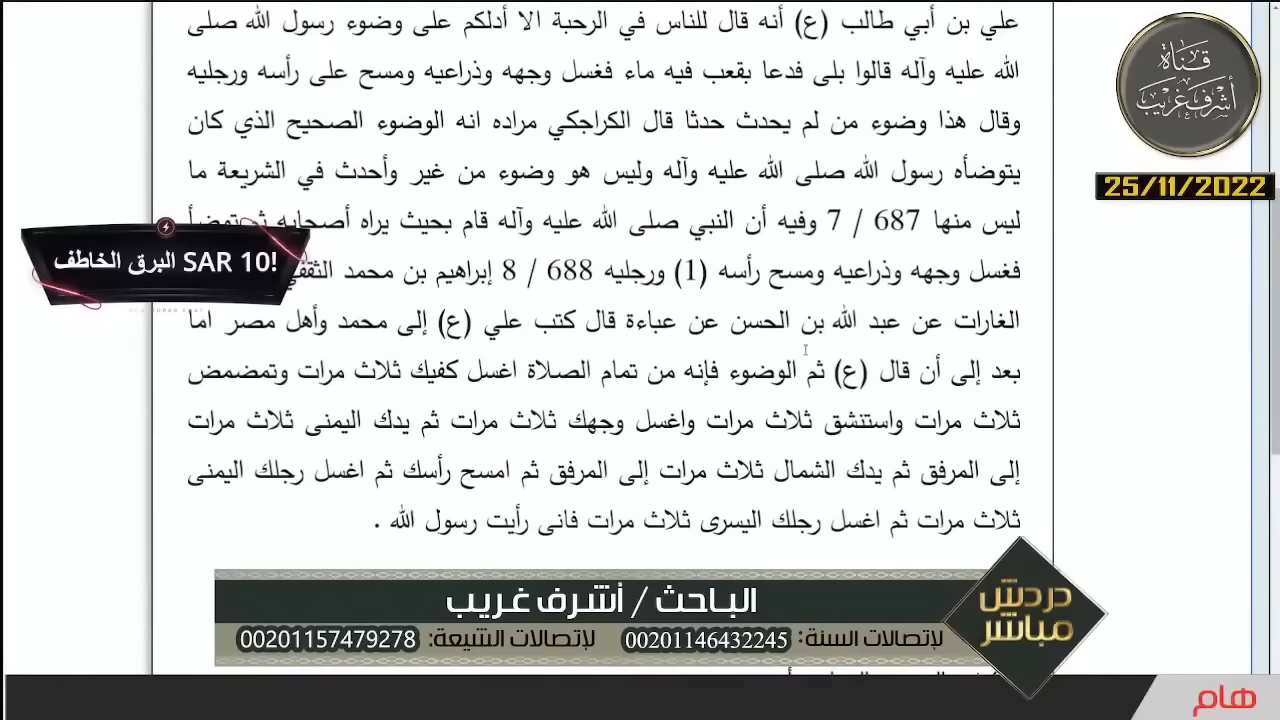 علي بن أبي طالب (ع) أنه قال للناس في الرحبة الا أدلكم على وضوء رسول الله صلى
الله عليه وآله قالوا بلى فدعا بقعب فيه ماء فغسل وجهه وذراعيه ومسح على رأسه ورجليه
وقال هذا وضوء من لم يحدث حدثا قال الكراجكي مراده انه الوضوء الصحيح الذي كان
يتوضأه رسول الله صلى الله عليه وآله وليس هو وضوء من غير وأحدث في الشريعة ما
ليس منها 687 / 7 وفيه أن النبي صلى الله عليه وآله قام بحيث يراه أصحابه ثم توضأ
فغسل وجهه وذراعيه ومسح رأسه (1) ورجليه 688 / 8 إبراهيم بن محمد الثقفي
الغارات عن عبد الله بن الحسن عن عباءة قال كتب علي (ع) إلى محمد وأهل مصر اما
بعد إلى أن قال (ع) ثم الوضوء فإنه من تمام الصلاة اغسل كفيك ثلاث مرات وتمضمض
ثلاث مرات واستنشق ثلاث مرات واغسل وجهك ثلاث مرات ثم يدك اليمنى ثلاث مرات
إلى المرفق ثم يدك الشمال ثلاث مرات إلى المرفق ثم امسح رأسك ثم اغسل رجلك اليمنى
ثلاث مرات ثم اغسل رجلك اليسرى ثلاث مرات فانى رأيت رسول الله .
قناة
أشرف غريب
25/11/2022
البرق الخاطف SAR 10!
الباحث / أشرف غريب
لإتصالات السنة: 00201146432245 لإتصالات الشيعة: 00201157479278
دردش
مباشر
هام